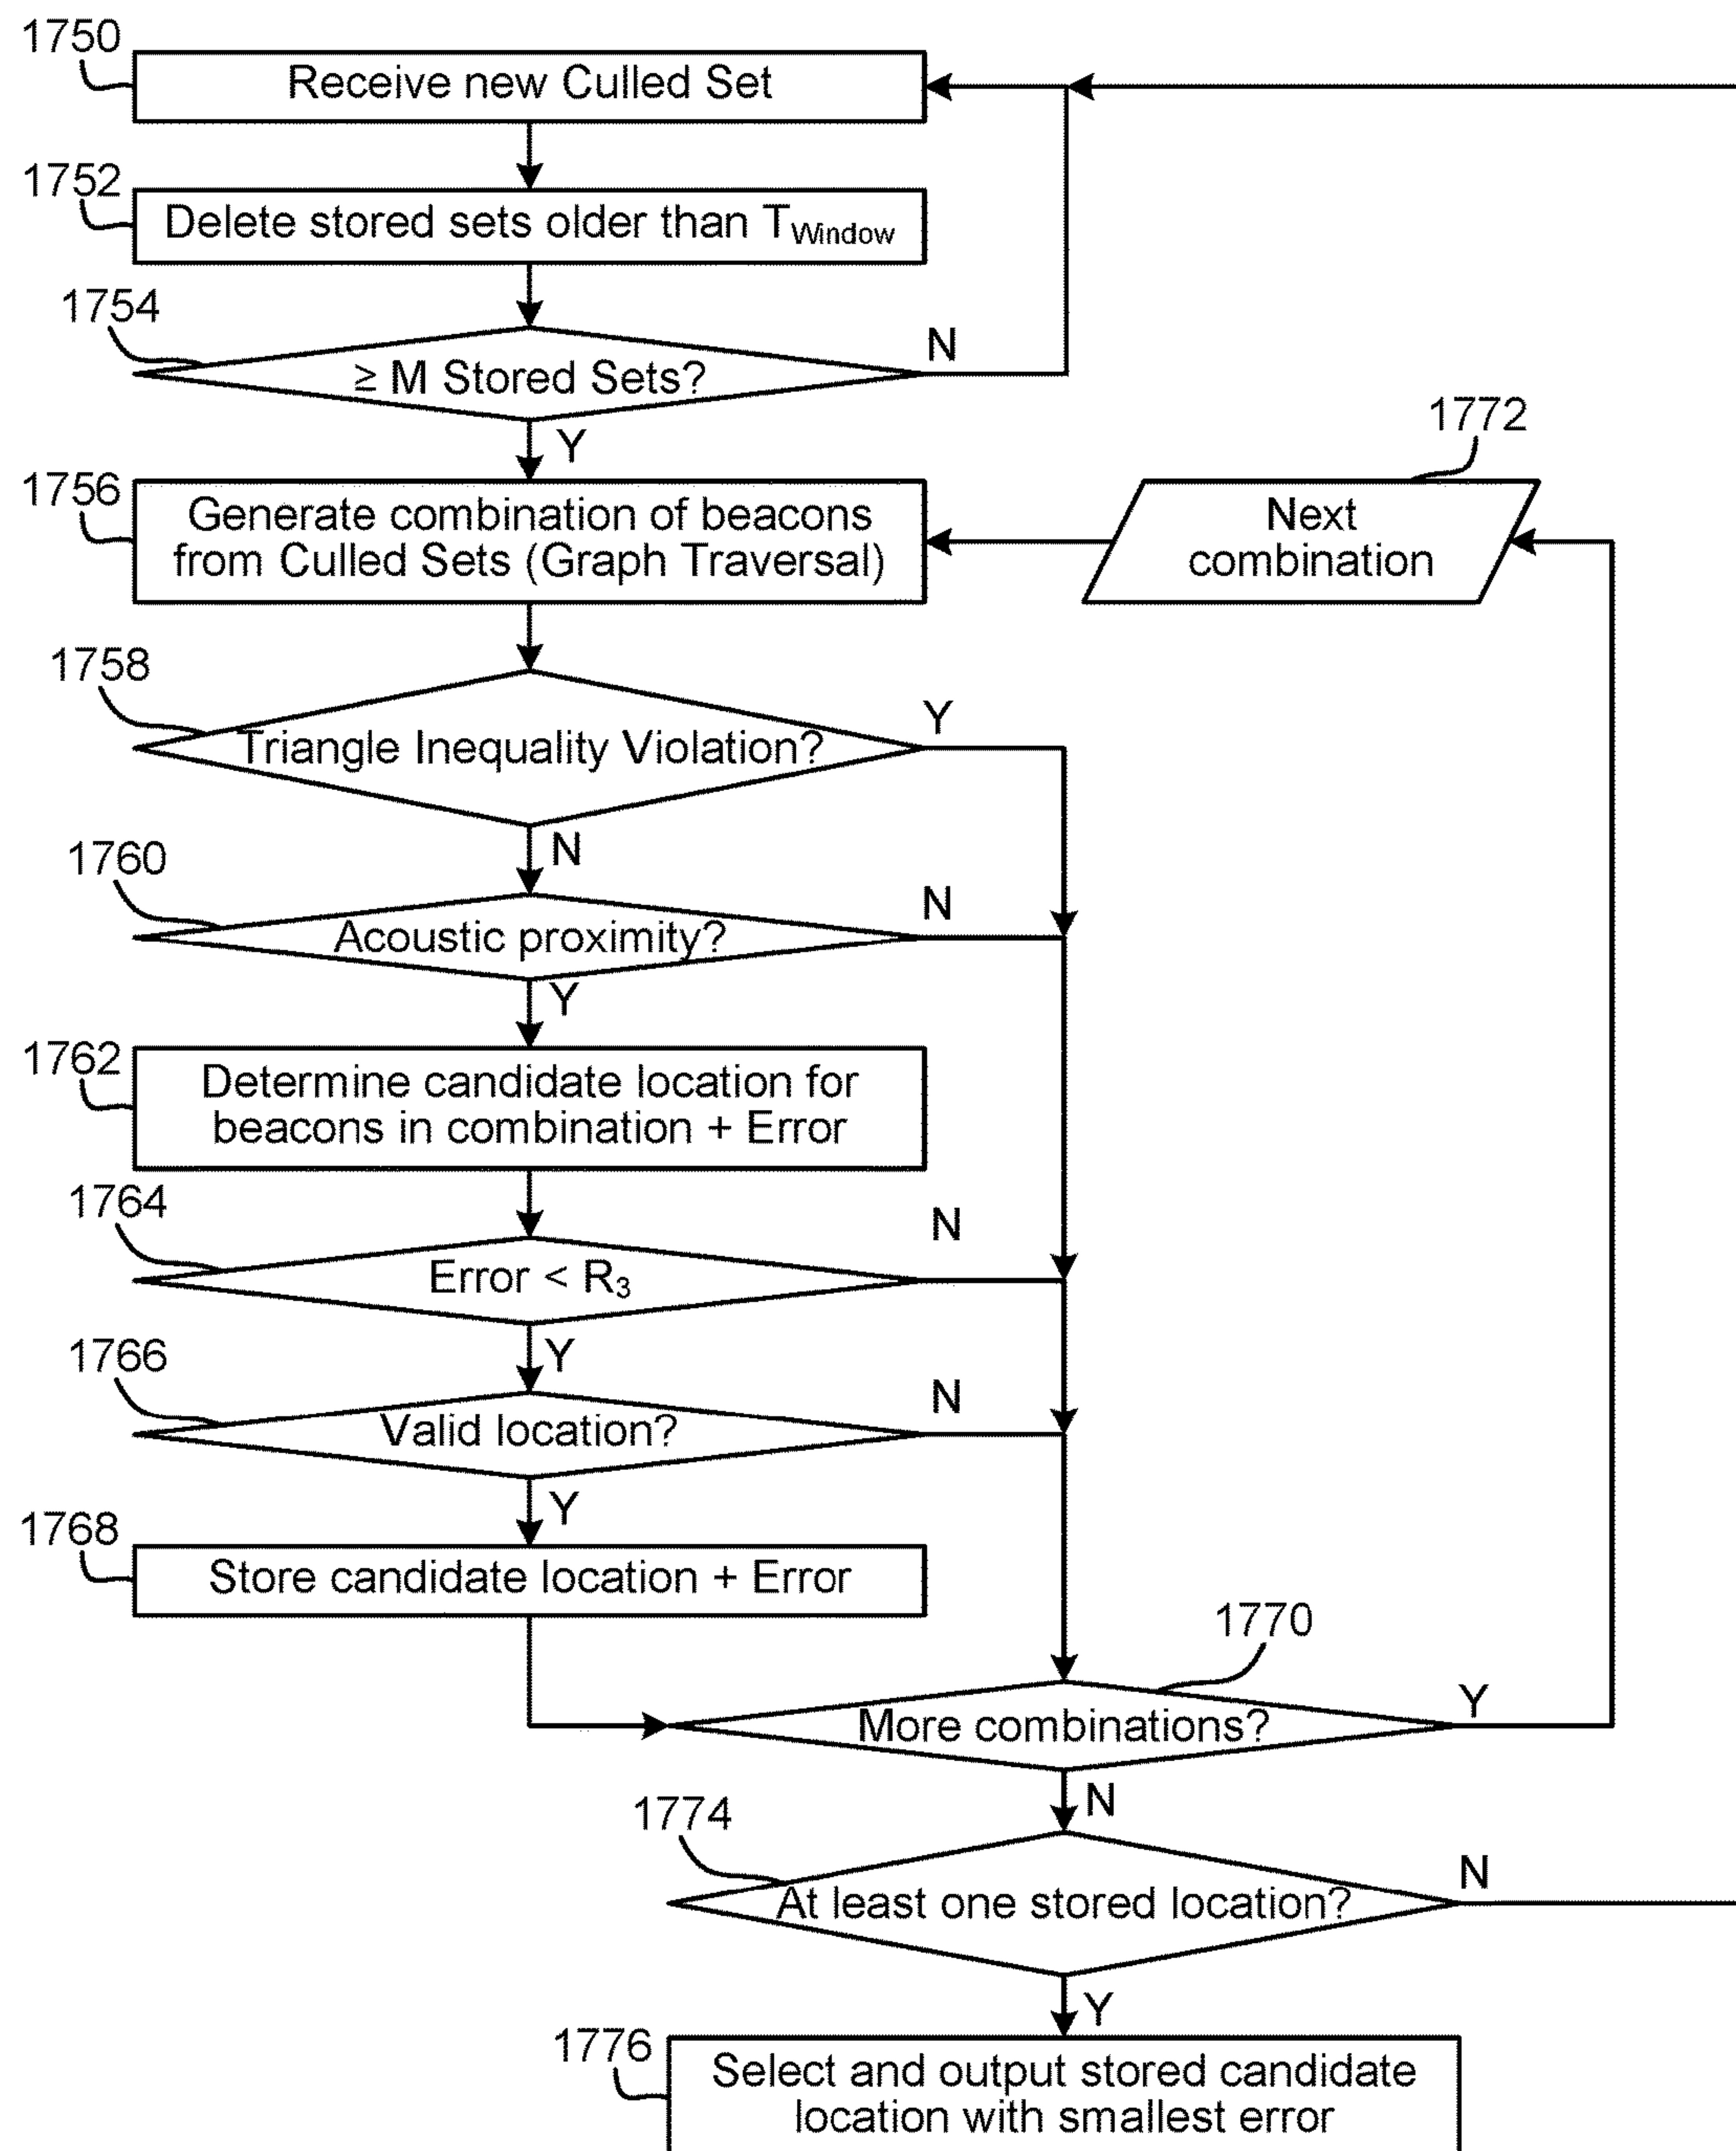 1750
Receive new Culled Set
1752
Delete stored sets older than TWindow
1754
≥ M Stored Sets?
N
Y
1772
1756
Generate combination of beacons
from Culled Sets (Graph Traversal)
Next
combination
1758
Triangle Inequality Violation?
Y
N
1760
Acoustic proximity?
N
Y
1762
Determine candidate location for
beacons in combination + Error
1764
Error < R3
N
Y
1766
Valid location?
N
Y
1768
Store candidate location + Error
1770
More combinations?
Y
N
1774
At least one stored location?
N
Y
1776
Select and output stored candidate
location with smallest error